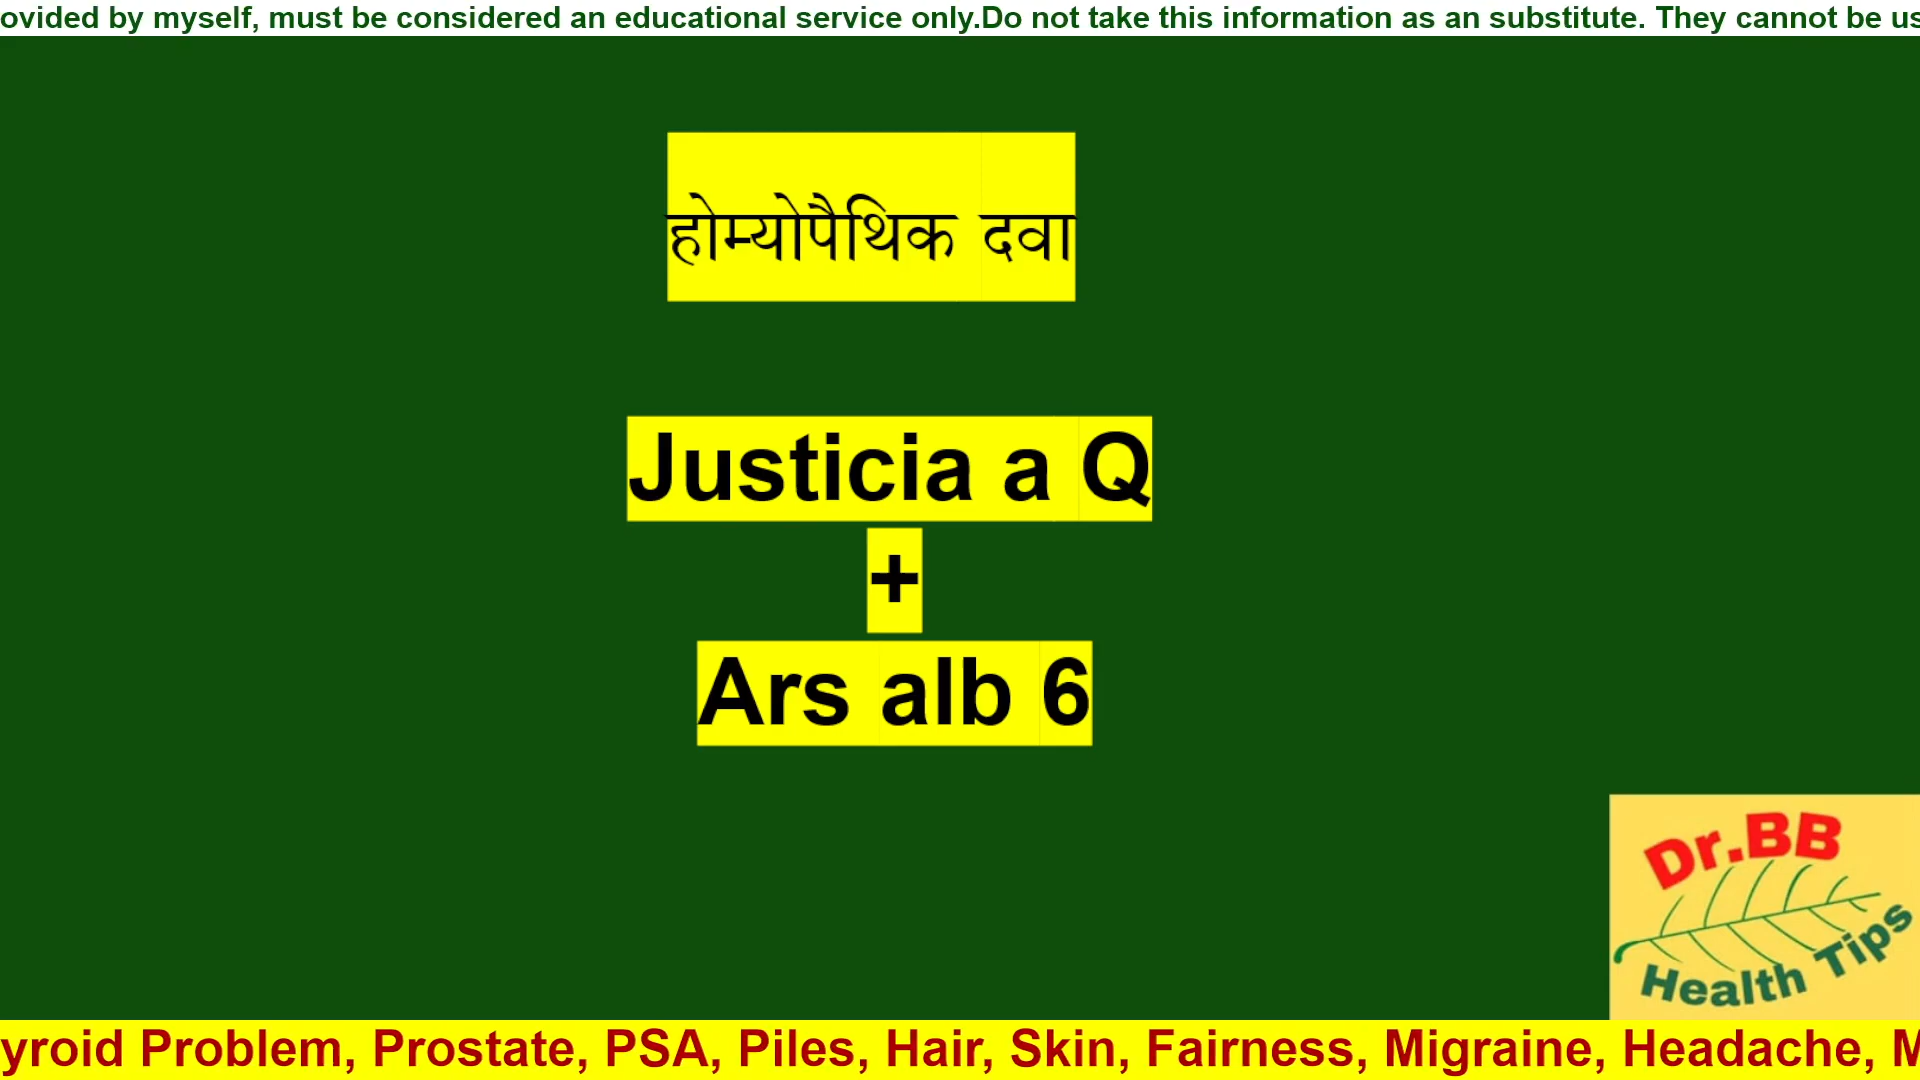 ovided by myself, must be considered an educational service only.Do not take this information as an substitute. They cannot be us
होम्योपैथिक दवा
Justicia a Q
+
Ars alb 6
Dr.BB
Health Tips
yroid Problem, Prostate, PSA, Piles, Hair, Skin, Fairness, Migraine, Headache, M